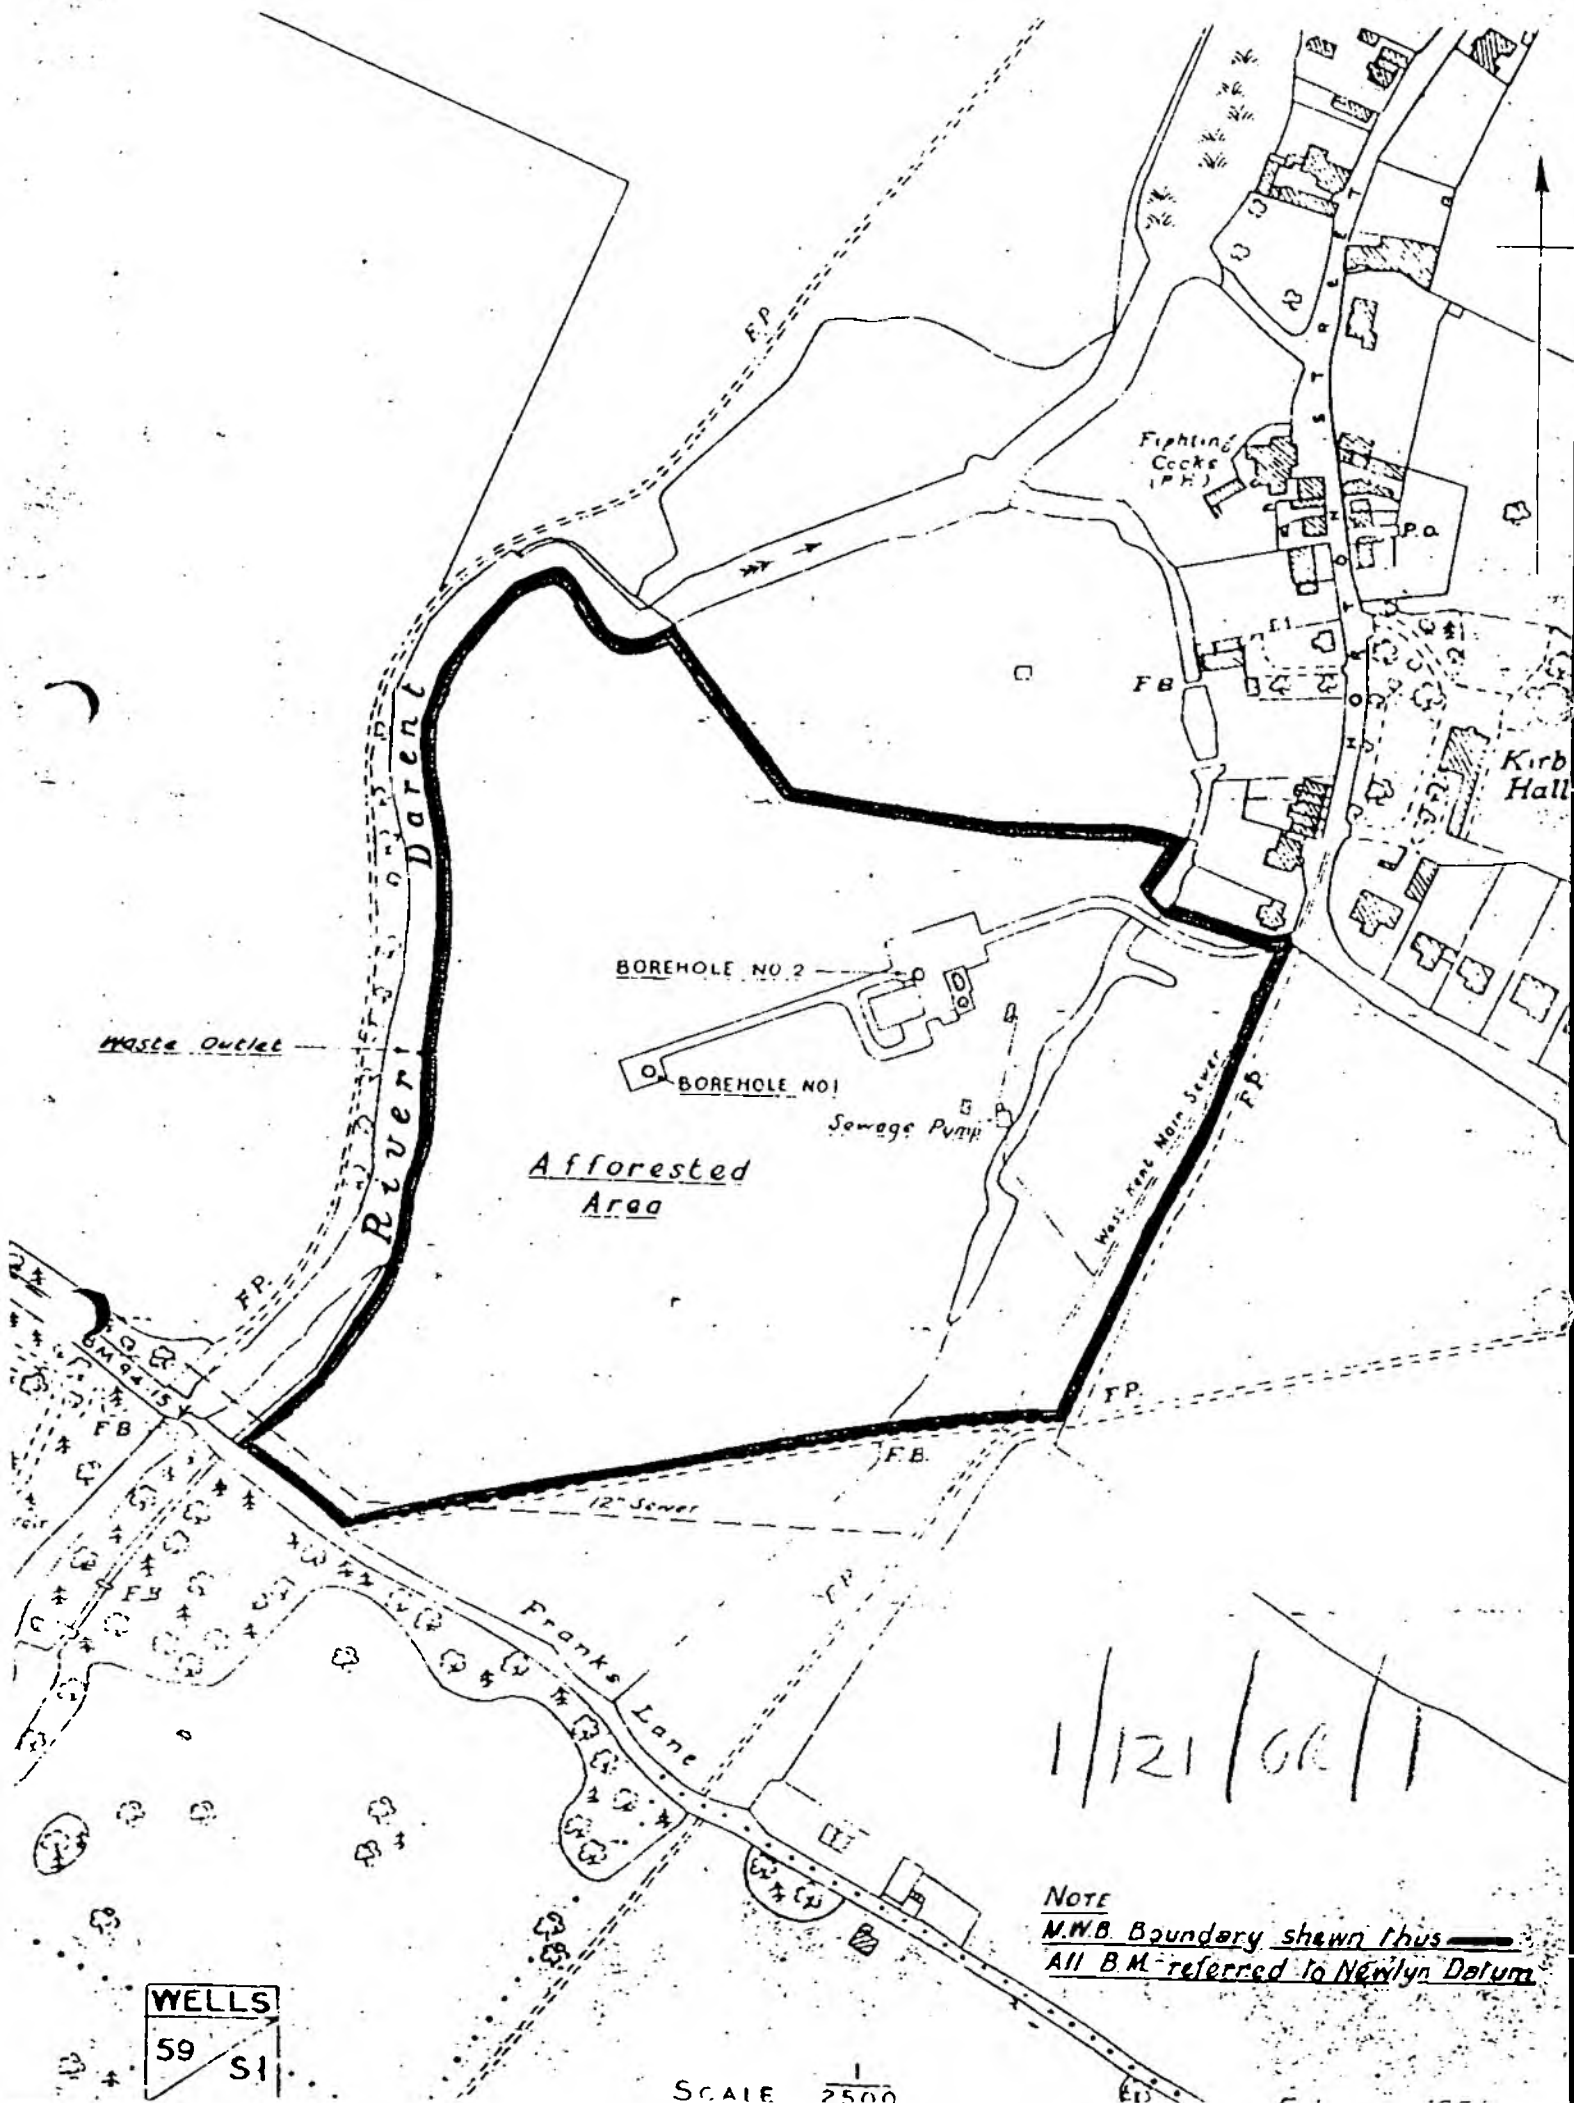 F.P.
Fighting
Cocks
(P.H.)
P.O.
HORTON STREET
F B
Kirb
Hall
River Darent
BOREHOLE NO 2
Waste Outlet
BOREHOLE NO 1
Sewage Pump
West Kent Main Sewer
F.P.
Afforested
Area
F.P.
B M 94.15
F.P.
F B
F.B.
12" Sewer
F.P.
F B
Franks Lane
1/121/GR/1
NOTE
M.W.B. Boundary shewn thus
All B.M. referred to Newlyn Datum
WELLS
59 S1
SCALE 1/2500